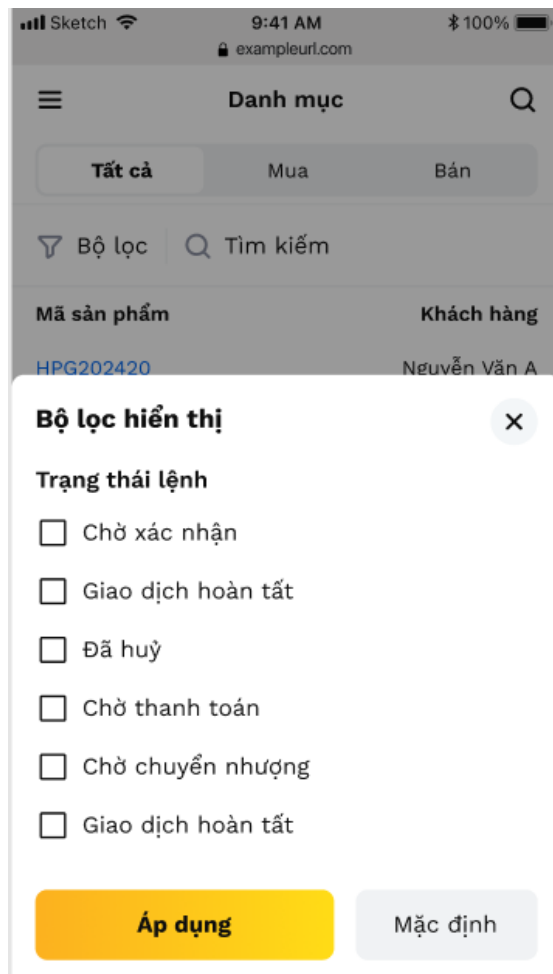 Sketch 9:41 AM 100%
exampleurl.com
Danh mục
Tất cả Mua Bán
Bộ lọc Tìm kiếm
Mã sản phẩm Khách hàng
HPG202420 Nguyễn Văn A
Bộ lọc hiển thị
Trạng thái lệnh
Chờ xác nhận
Giao dịch hoàn tất
Đã huỷ
Chờ thanh toán
Chờ chuyển nhượng
Giao dịch hoàn tất
Áp dụng Mặc định